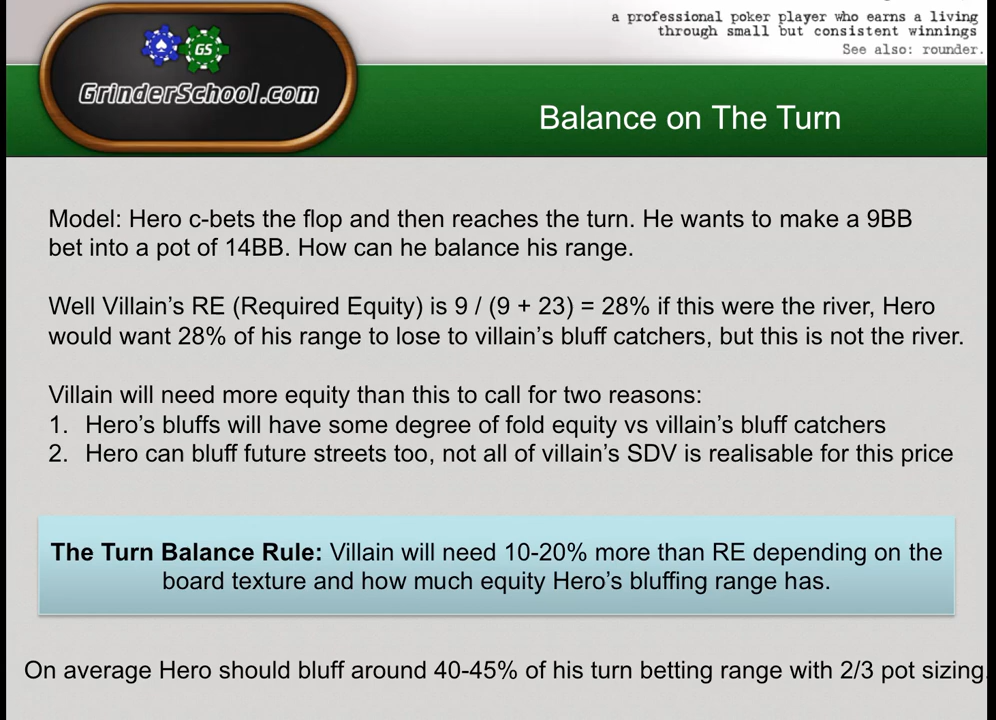 a professional poker player who earns a living
through small but consistent winnings
See also: rounder.
GS
GrinderSchool.com
Balance on The Turn
Model: Hero c-bets the flop and then reaches the turn. He wants to make a 9BB
bet into a pot of 14BB. How can he balance his range.
Well Villain's RE (Required Equity) is 9 / (9 + 23) = 28% if this were the river, Hero
would want 28% of his range to lose to villain's bluff catchers, but this is not the river.
Villain will need more equity than this to call for two reasons:
1. Hero's bluffs will have some degree of fold equity vs villain's bluff catchers
2. Hero can bluff future streets too, not all of villain's SDV is realisable for this price
The Turn Balance Rule: Villain will need 10-20% more than RE depending on the
board texture and how much equity Hero's bluffing range has.
On average Hero should bluff around 40-45% of his turn betting range with 2/3 pot sizing.